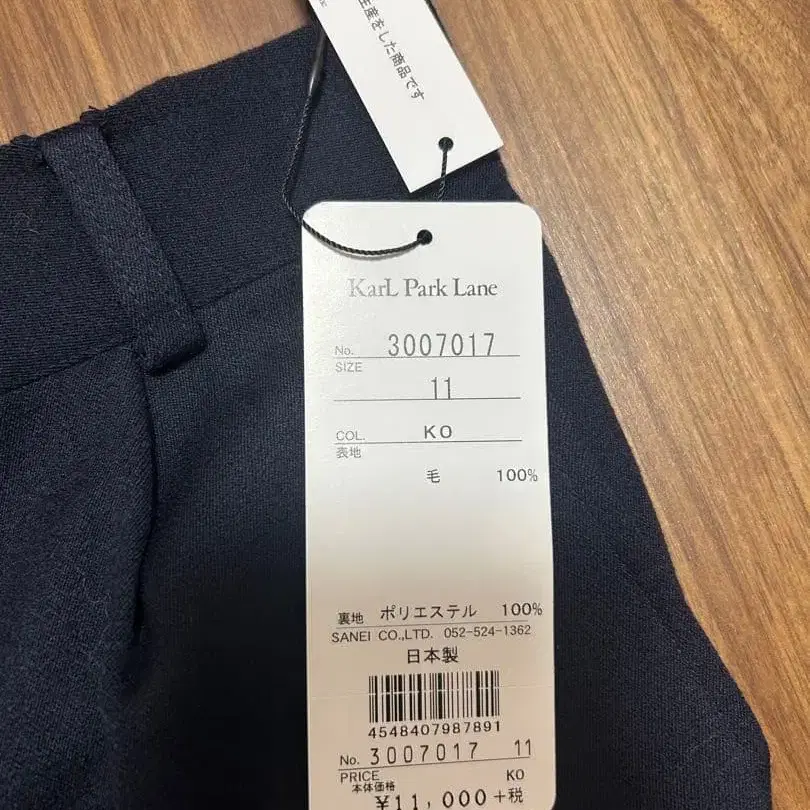 生産をした商品です
KarL Park Lane
No. 3007017
SIZE
11
COL. KO
表地
毛 100%
裏地 ポリエステル 100%
SANEI CO.,LTD. 052-524-1362
日本製
4548407987891
No. 3007017 11
PRICE KO
本体価格
¥11,000+税